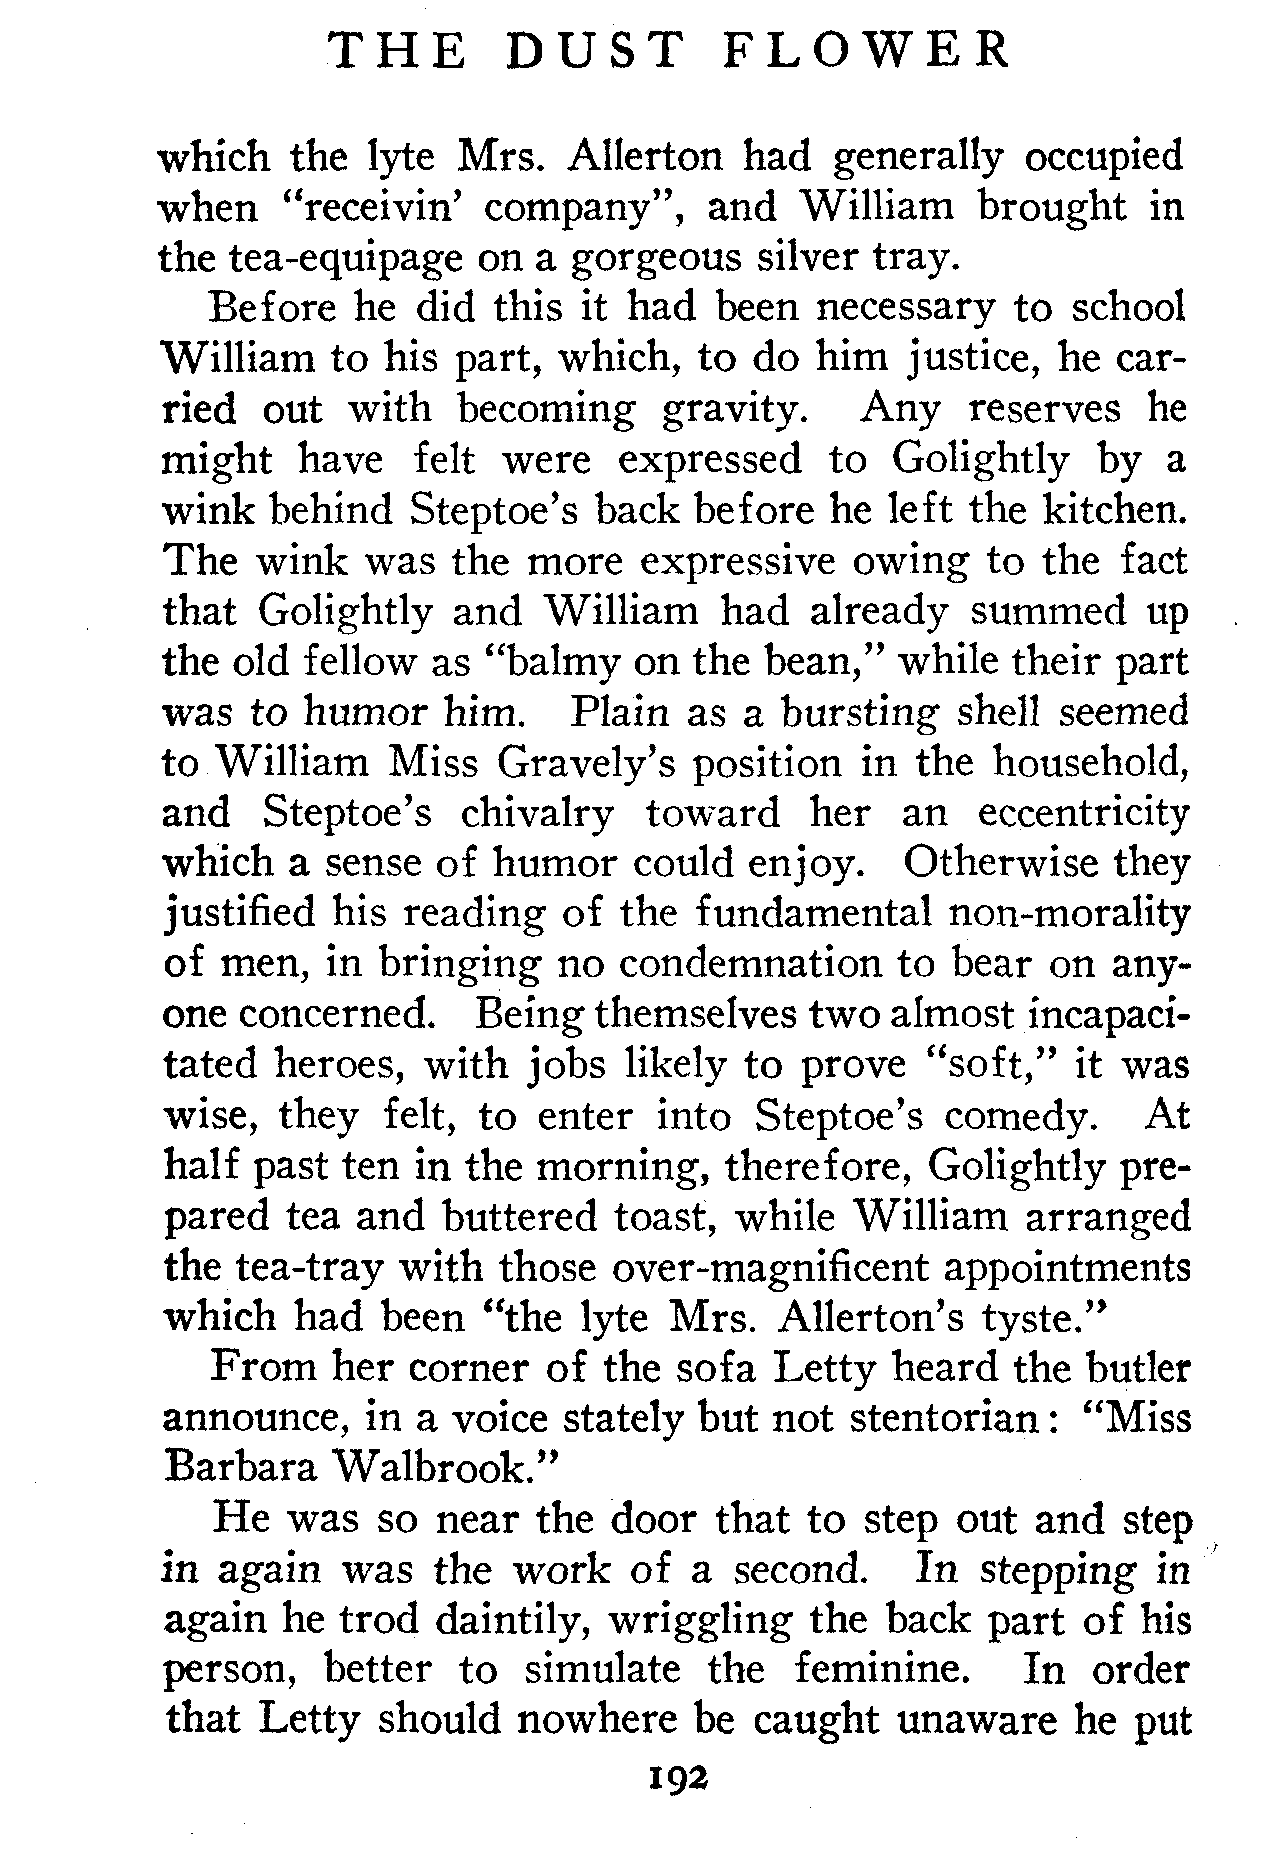 THE DUST FLOWER
which the lyte Mrs. Allerton had generally occupied
when “receivin’ company”, and William brought in
the tea-equipage on a gorgeous silver tray.
Before he did this it had been necessary to school
William to his part, which, to do him justice, he car-
ried out with becoming gravity. Any reserves he
might have felt were expressed to Golightly by a
wink behind Steptoe’s back before he left the kitchen.
The wink was the more expressive owing to the fact
that Golightly and William had already summed up
the old fellow as “balmy on the bean,” while their part
was to humor him. Plain as a bursting shell seemed
to William Miss Gravely’s position in the household,
and Steptoe’s chivalry toward her an eccentricity
which a sense of humor could enjoy. Otherwise they
justified his reading of the fundamental non-morality
of men, in bringing no condemnation to bear on any-
one concerned. Being themselves two almost incapaci-
tated heroes, with jobs likely to prove “soft,” it was
wise, they felt, to enter into Steptoe’s comedy. At
half past ten in the morning, therefore, Golightly pre-
pared tea and buttered toast, while William arranged
the tea-tray with those over-magnificent appointments
which had been “the lyte Mrs. Allerton’s tyste.”
From her corner of the sofa Letty heard the butler
announce, in a voice stately but not stentorian: “Miss
Barbara Walbrook.”
He was so near the door that to step out and step
in again was the work of a second. In stepping in
again he trod daintily, wriggling the back part of his
person, better to simulate the feminine. In order
that Letty should nowhere be caught unaware he put
192